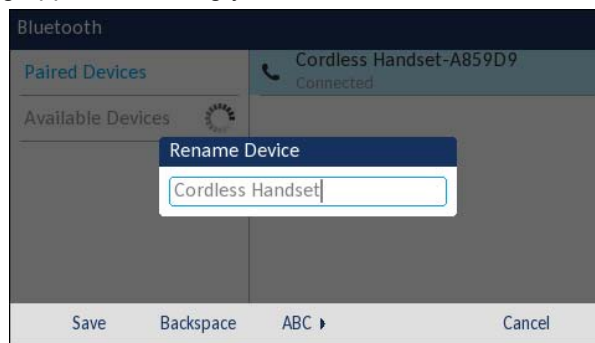 Bluetooth
Paired Devices
Cordless Handset-A859D9
Connected
Available Devices
Rename Device
Cordless Handset
Save Backspace ABC Cancel